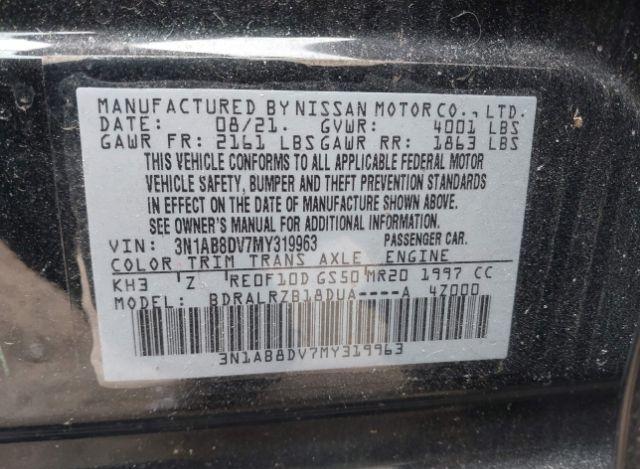 MANUFACTURED BY NISSAN MOTOR CO., LTD.
DATE: 08/21. GVWR: 4001 LBS
GAWR FR: 2161 LBS GAWR RR: 1863 LBS
THIS VEHICLE CONFORMS TO ALL APPLICABLE FEDERAL MOTOR
VEHICLE SAFETY, BUMPER AND THEFT PREVENTION STANDARDS
IN EFFECT ON THE DATE OF MANUFACTURE SHOWN ABOVE.
SEE OWNER'S MANUAL FOR ADDITIONAL INFORMATION.
VIN: 3N1AB8DV7MY319963 PASSENGER CAR.
COLOR TRIM TRANS AXLE ENGINE
KH3 Z RE0F10D GS50 MR20 1997 CC
MODEL: BDRALRZB18DUA----A 4Z000
3N1AB8DV7MY319963